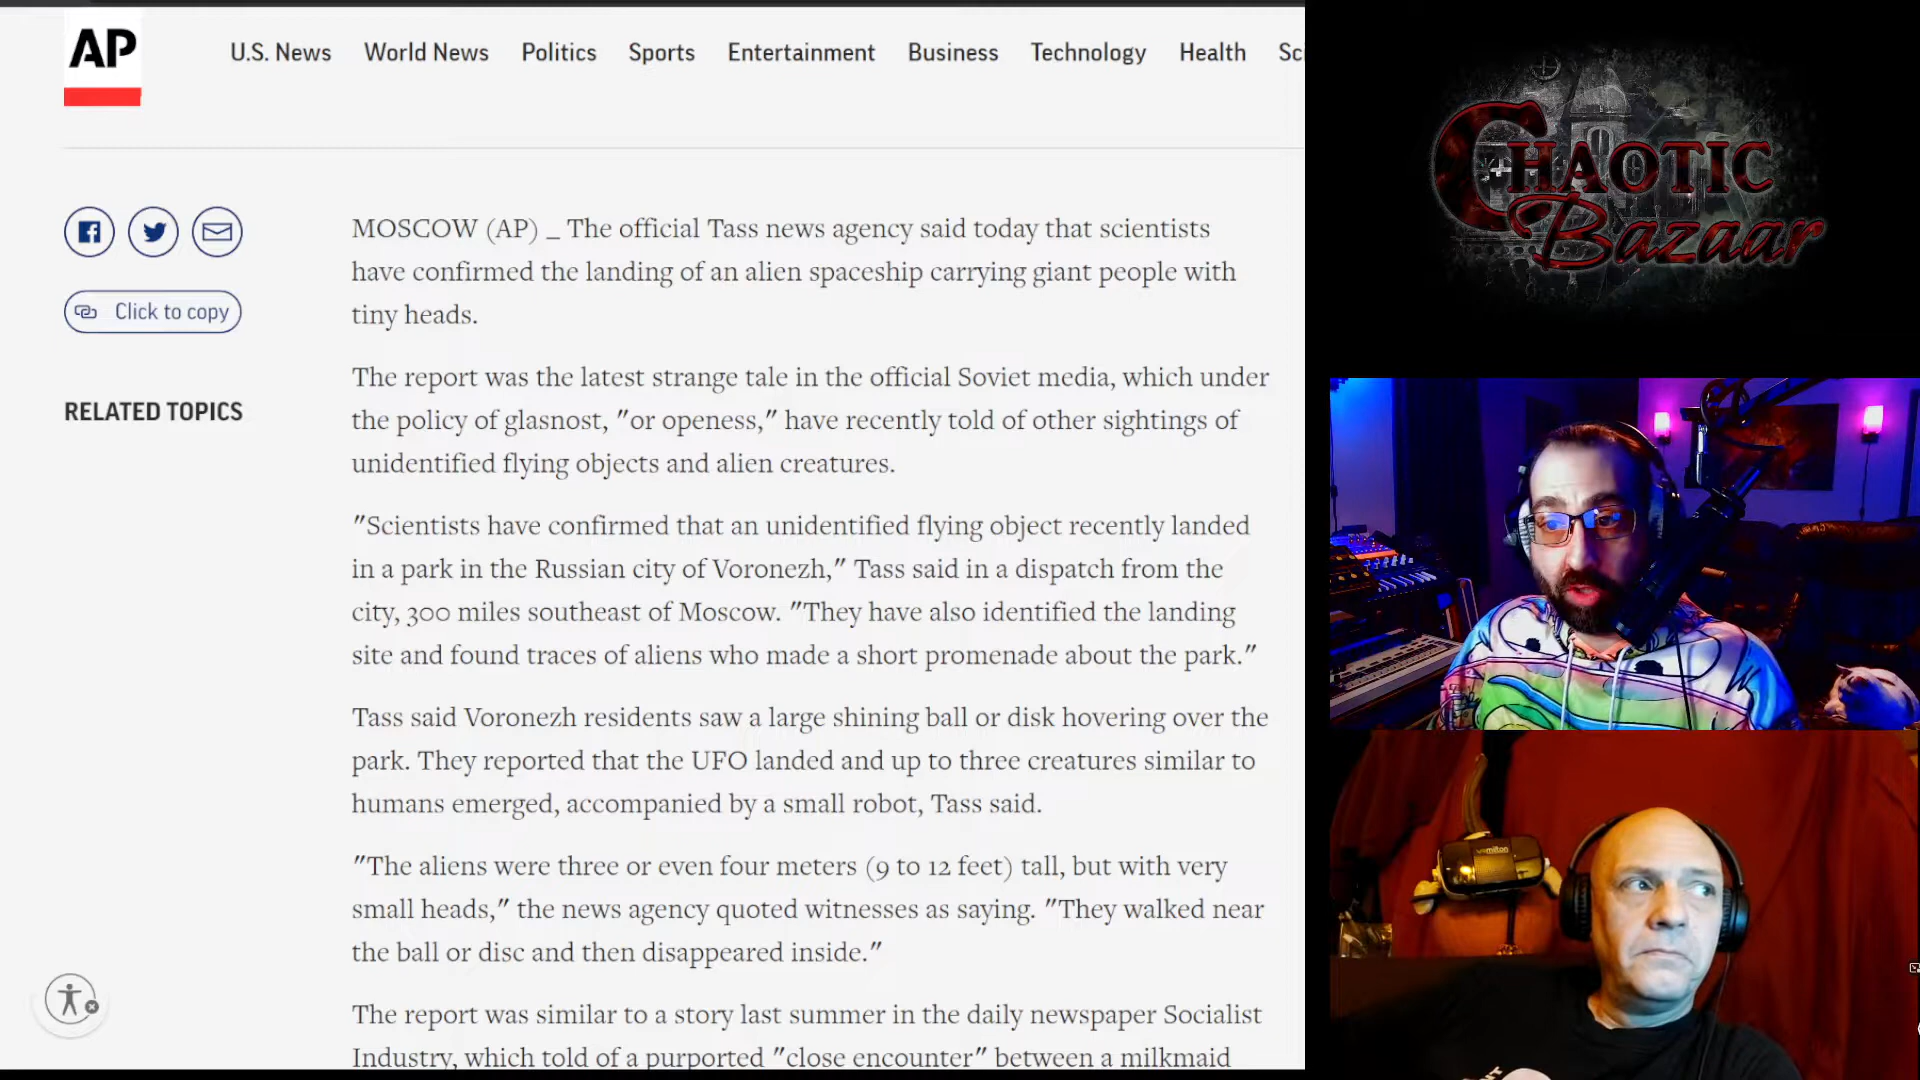 AP
U.S. News World News Politics Sports Entertainment Business Technology Health Sc
Click to copy
RELATED TOPICS
MOSCOW (AP) _ The official Tass news agency said today that scientists
have confirmed the landing of an alien spaceship carrying giant people with
tiny heads.
The report was the latest strange tale in the official Soviet media, which under
the policy of glasnost, "or openess," have recently told of other sightings of
unidentified flying objects and alien creatures.
"Scientists have confirmed that an unidentified flying object recently landed
in a park in the Russian city of Voronezh," Tass said in a dispatch from the
city, 300 miles southeast of Moscow. "They have also identified the landing
site and found traces of aliens who made a short promenade about the park."
Tass said Voronezh residents saw a large shining ball or disk hovering over the
park. They reported that the UFO landed and up to three creatures similar to
humans emerged, accompanied by a small robot, Tass said.
"The aliens were three or even four meters (9 to 12 feet) tall, but with very
small heads," the news agency quoted witnesses as saying. "They walked near
the ball or disc and then disappeared inside."
The report was similar to a story last summer in the daily newspaper Socialist
Industry, which told of a purported "close encounter" between a milkmaid
CHAOTIC
Bazaar